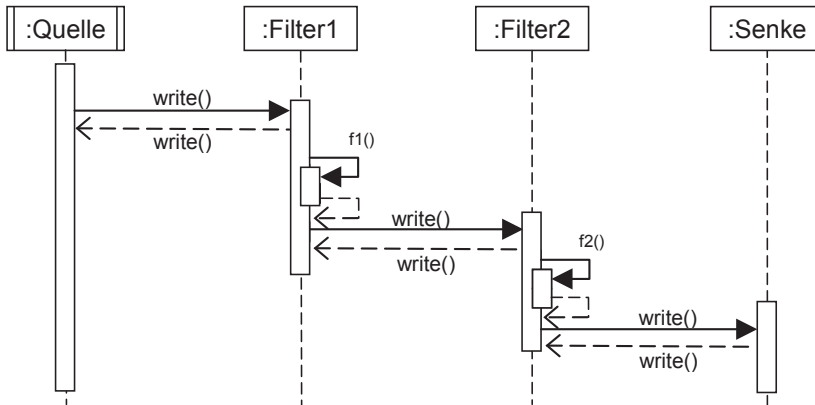 :Quelle :Filter1 :Filter2 :Senke
write()
write()
f1()
write()
write()
f2()
write()
write()